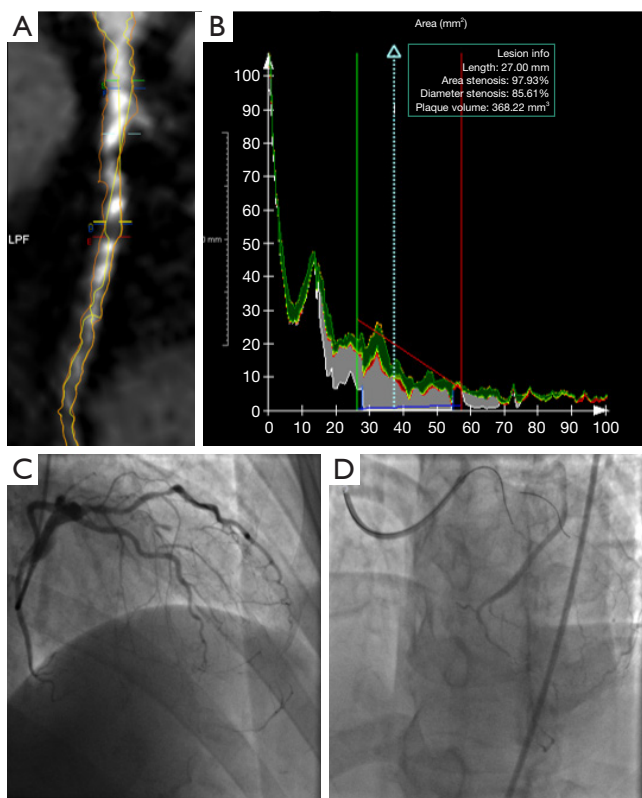 A
LPF
B
Area (mm²)
Lesion info
Length: 27.00 mm
Area stenosis: 97.93%
Diameter stenosis: 85.61%
Plaque volume: 368.22 mm³
100
90
80
70
60
50
40
30
20
10
0
0 10 20 30 40 50 60 70 80 90 100
mm
C
D